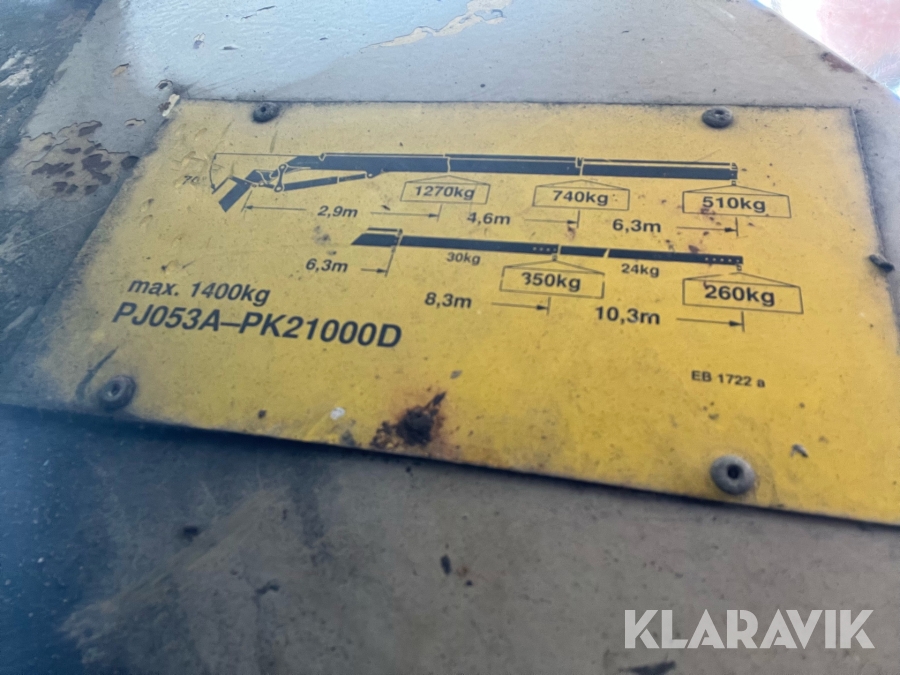 1270kg 740kg 510kg
2,9m 4,6m 6,3m
30kg 24kg
6,3m 350kg 260kg
8,3m 10,3m
max. 1400kg
PJ053A–PK21000D
EB 1722 a
KLARAVIK